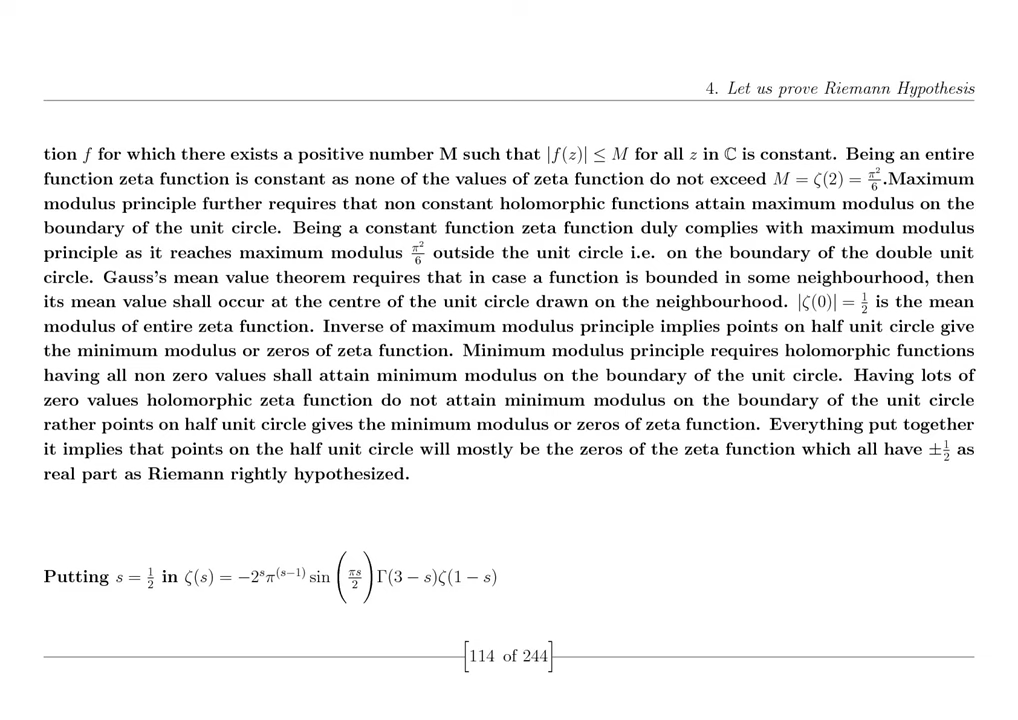 4. Let us prove Riemann Hypothesis
tion f for which there exists a positive number M such that |f(z)| ≤ M for all z in ℂ is constant. Being an entire
function zeta function is constant as none of the values of zeta function do not exceed M = ζ(2) = π²/6.Maximum
modulus principle further requires that non constant holomorphic functions attain maximum modulus on the
boundary of the unit circle. Being a constant function zeta function duly complies with maximum modulus
principle as it reaches maximum modulus π²/6 outside the unit circle i.e. on the boundary of the double unit
circle. Gauss's mean value theorem requires that in case a function is bounded in some neighbourhood, then
its mean value shall occur at the centre of the unit circle drawn on the neighbourhood. |ζ(0)| = 1/2 is the mean
modulus of entire zeta function. Inverse of maximum modulus principle implies points on half unit circle give
the minimum modulus or zeros of zeta function. Minimum modulus principle requires holomorphic functions
having all non zero values shall attain minimum modulus on the boundary of the unit circle. Having lots of
zero values holomorphic zeta function do not attain minimum modulus on the boundary of the unit circle
rather points on half unit circle gives the minimum modulus or zeros of zeta function. Everything put together
it implies that points on the half unit circle will mostly be the zeros of the zeta function which all have ±1/2 as
real part as Riemann rightly hypothesized.
Putting s = 1/2 in ζ(s) = −2^s π^(s−1) sin(πs/2)Γ(3 − s)ζ(1 − s)
[114 of 244]